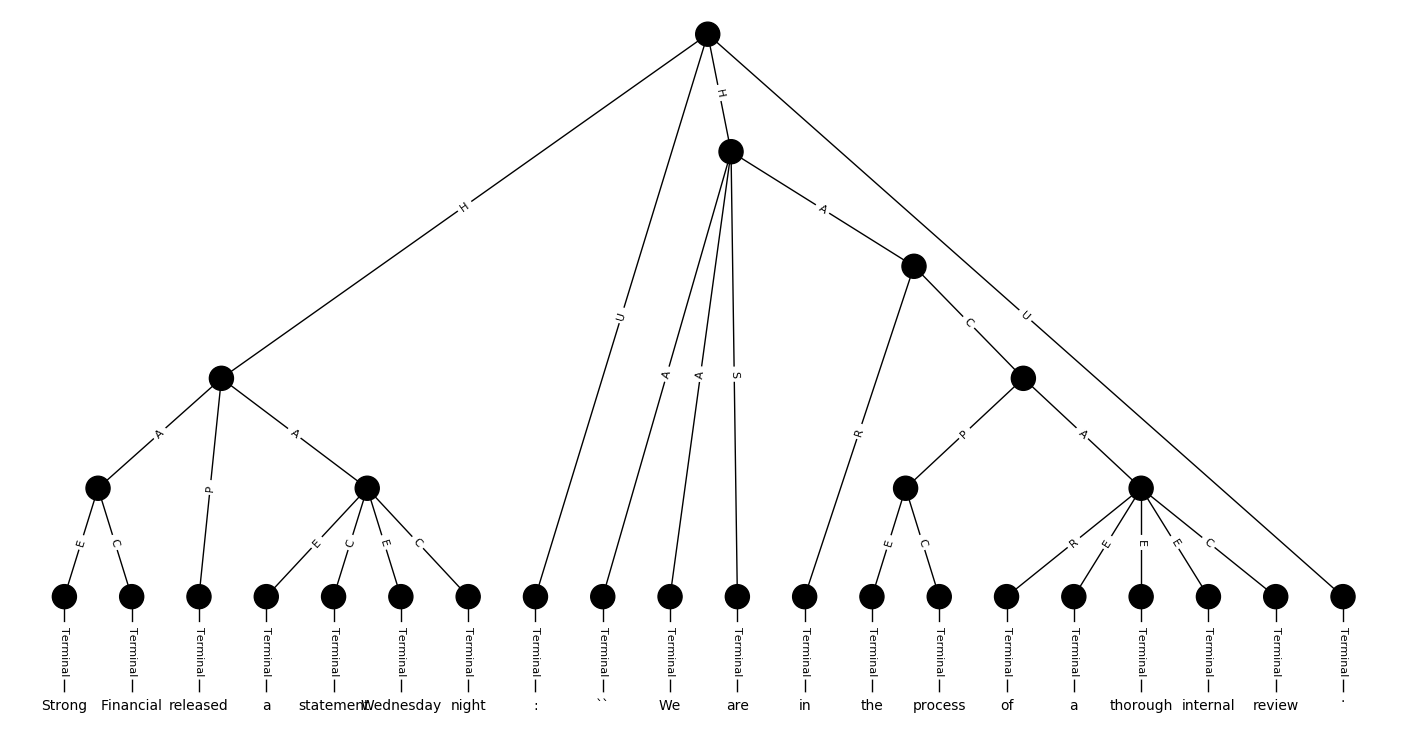 H
H
A
U
U
A
A
S
C
R
A
P
A
P
A
E
C
E
C
E
C
E
C
R
E
E
E
C
Terminal Terminal Terminal Terminal Terminal Terminal Terminal Terminal Terminal Terminal Terminal Terminal Terminal Terminal Terminal Terminal Terminal Terminal Terminal Terminal
Strong Financial released a statement Wednesday night : `` We are in the process of a thorough internal review .